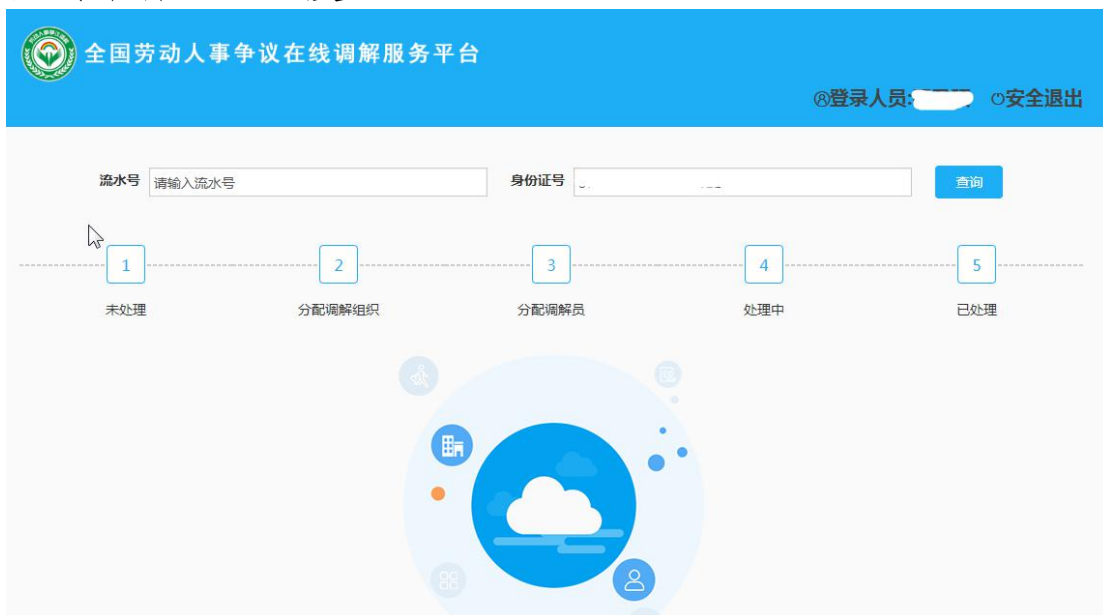 全国劳动人事争议在线调解服务平台
登录人员: 安全退出
流水号 请输入流水号 身份证号 查询
1 2 3 4 5
未处理 分配调解组织 分配调解员 处理中 已处理